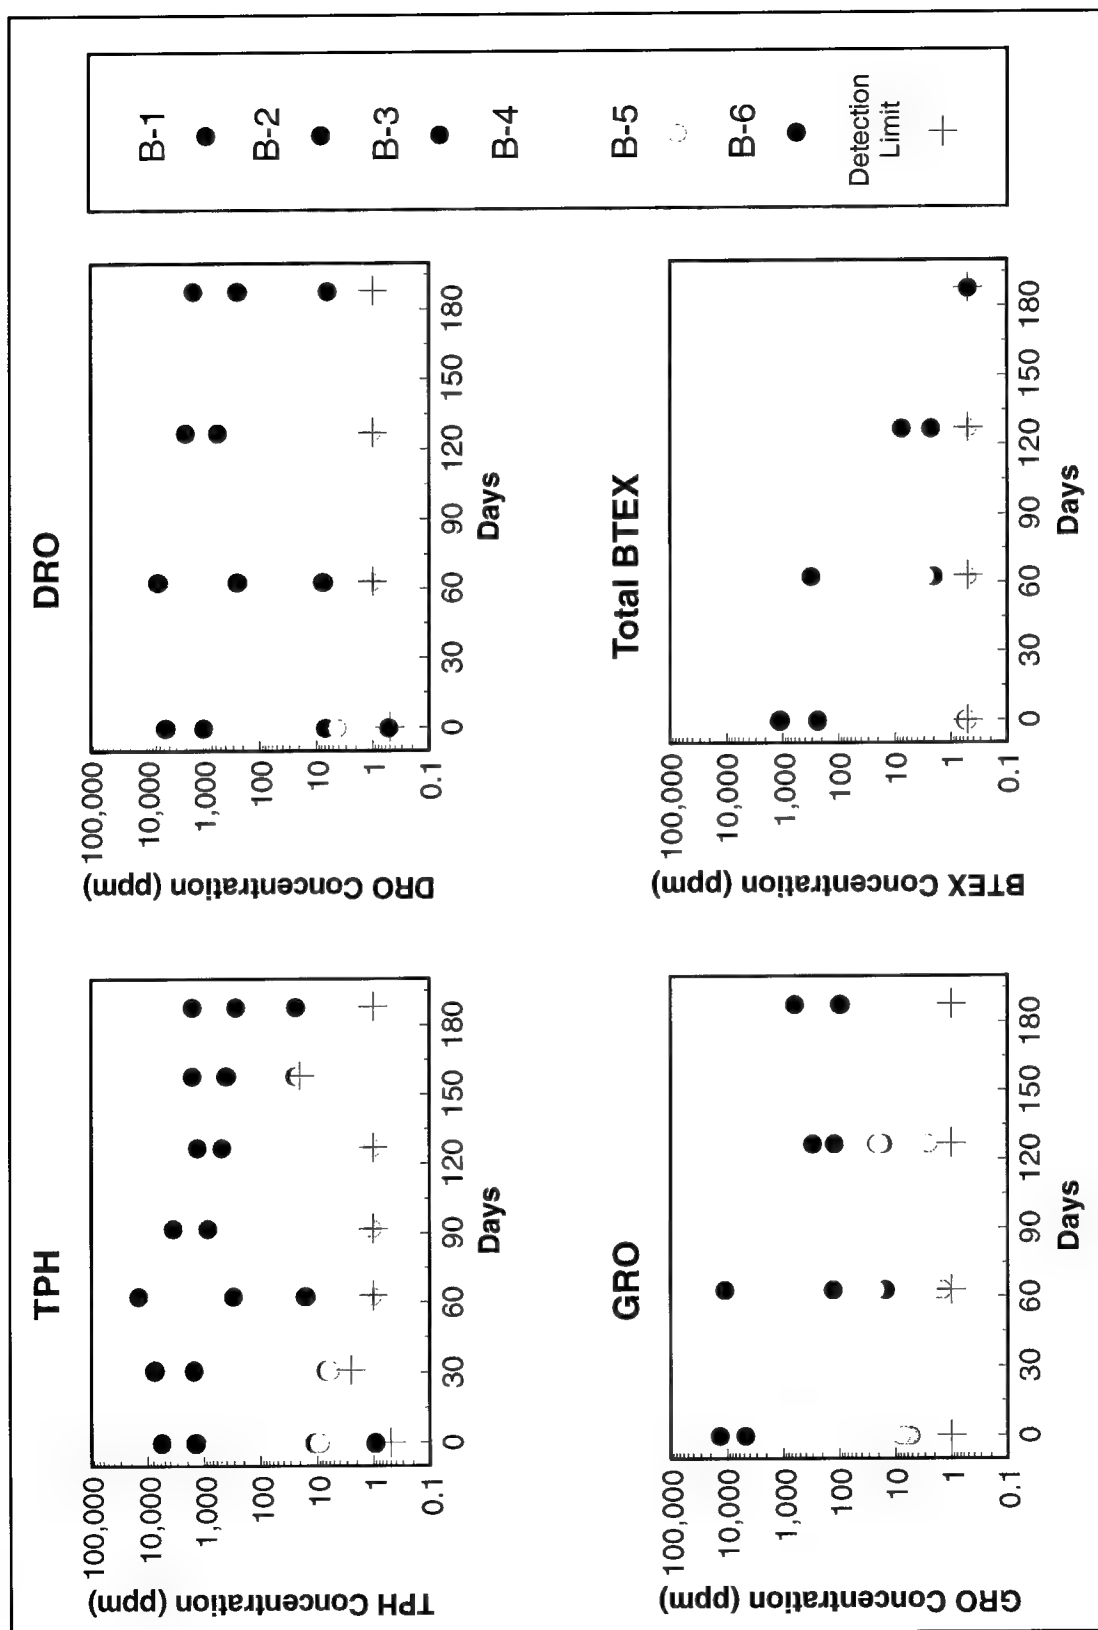 TPH
TPH Concentration (ppm)
100,000
10,000
1,000
100
10
1
0.1
0 30 60 90 120 150 180
Days
DRO
DRO Concentration (ppm)
100,000
10,000
1,000
100
10
1
0.1
0 30 60 90 120 150 180
Days
GRO
GRO Concentration (ppm)
100,000
10,000
1,000
100
10
1
0.1
0 30 60 90 120 150 180
Days
Total BTEX
BTEX Concentration (ppm)
100,000
10,000
1,000
100
10
1
0.1
0 30 60 90 120 150 180
Days
B-1
B-2
B-3
B-4
B-5
B-6
Detection
Limit